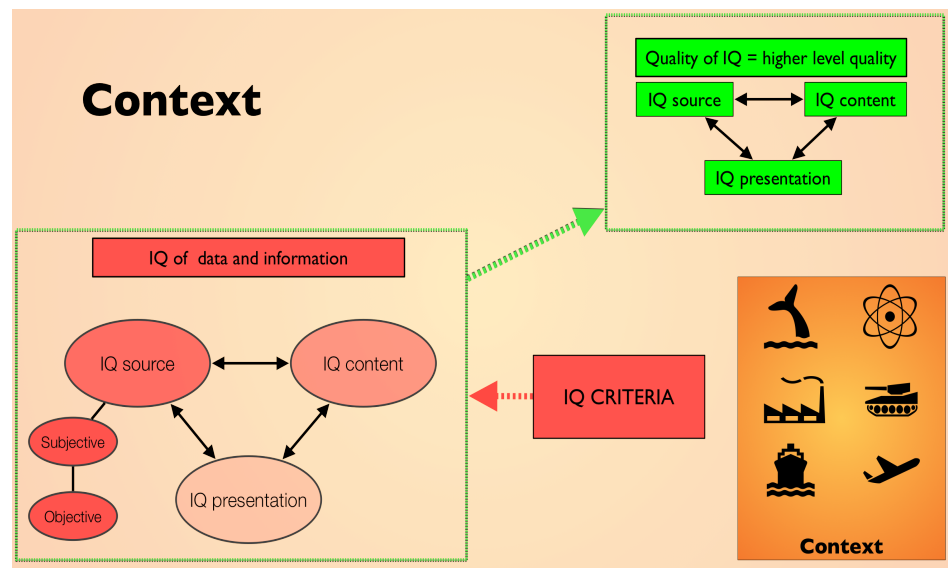 Context
Quality of IQ = higher level quality
IQ source
IQ content
IQ presentation
IQ of data and information
IQ source
IQ content
Subjective
IQ presentation
Objective
IQ CRITERIA
Context